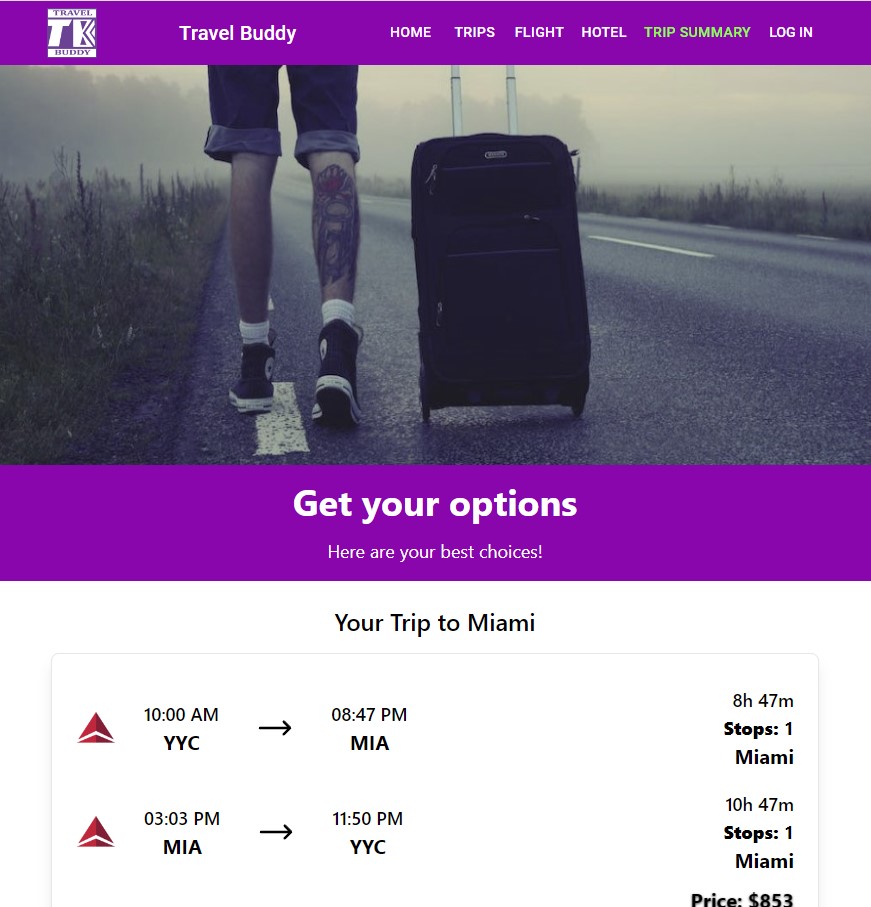 TRAVEL
TK
BUDDY
Travel Buddy
HOME TRIPS FLIGHT HOTEL TRIP SUMMARY LOG IN
Get your options
Here are your best choices!
Your Trip to Miami
10:00 AM 08:47 PM 8h 47m
YYC MIA Stops: 1
Miami
03:03 PM 11:50 PM 10h 47m
MIA YYC Stops: 1
Miami
Price: $853